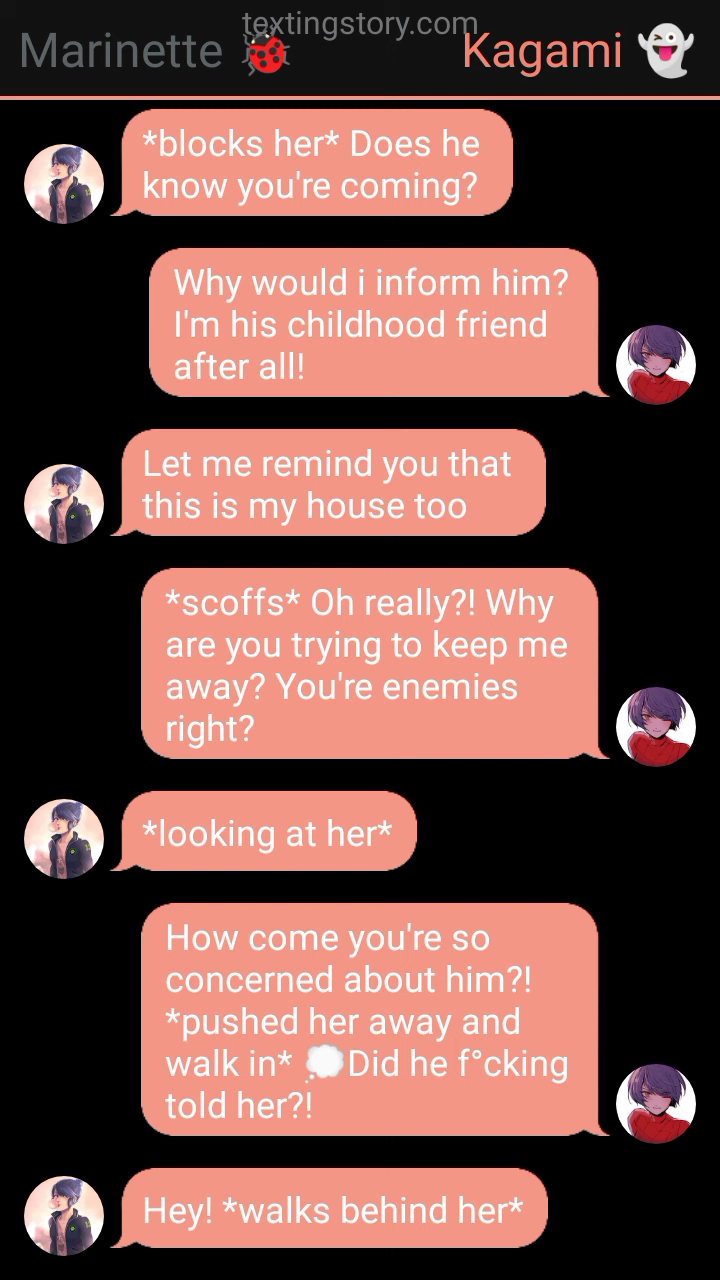 textingstory.com
Marinette 🐞 Kagami 👻
*blocks her* Does he
know you're coming?
Why would i inform him?
I'm his childhood friend
after all!
Let me remind you that
this is my house too
*scoffs* Oh really?! Why
are you trying to keep me
away? You're enemies
right?
*looking at her*
How come you're so
concerned about him?!
*pushed her away and
walk in* 💭Did he f°cking
told her?!
Hey! *walks behind her*